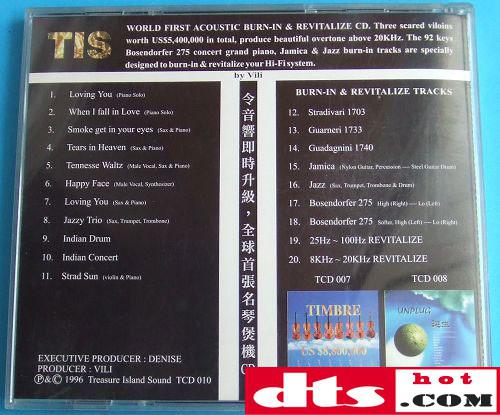 TIS
WORLD FIRST ACOUSTIC BURN-IN & REVITALIZE CD. Three scared viloins
worth US$5,400,000 in total, produce beautiful overtone above 20KHz. The 92 keys
Bosendorfer 275 concert grand piano, Jamica & Jazz burn-in tracks are specially
designed to burn-in & revitalize your Hi-Fi system.
by Vili
1. Loving You (Piano Solo)
2. When I fall in Love (Piano Solo)
3. Smoke get in your eyes (Sax & Piano)
4. Tears in Heaven (Sax & Piano)
5. Tennesse Waltz (Male Vocal, Sax & Piano)
6. Happy Face (Male Vocal, Synthesizer)
7. Loving You (Sax & Piano)
8. Jazzy Trio (Sax, Trumpet, Trombone)
9. Indian Drum
10. Indian Concert
11. Strad Sun (violin & Piano)
EXECUTIVE PRODUCER : DENISE
PRODUCER : VILI
Ⓟ&© 1996 Treasure Island Sound TCD 010
令音響即時升級，全球首張名琴煲機CD
BURN-IN & REVITALIZE TRACKS
12. Stradivari 1703
13. Guarneri 1733
14. Guadagnini 1740
15. Jamica (Nylon Guitar, Percussion — Steel Guitar Drum)
16. Jazz (Sax, Trumpet, Trombone & Drum)
17. Bosendorfer 275 High (Right) — Lo (Left)
18. Bosendorfer 275 Softer, High (Left) — Lo (Right)
19. 25Hz ~ 100Hz REVITALIZE
20. 8KHz ~ 20KHz REVITALIZE
TCD 007
TCD 008
TIMBRE
US $8,800,000
UNPLUG
dts
hot
.COM